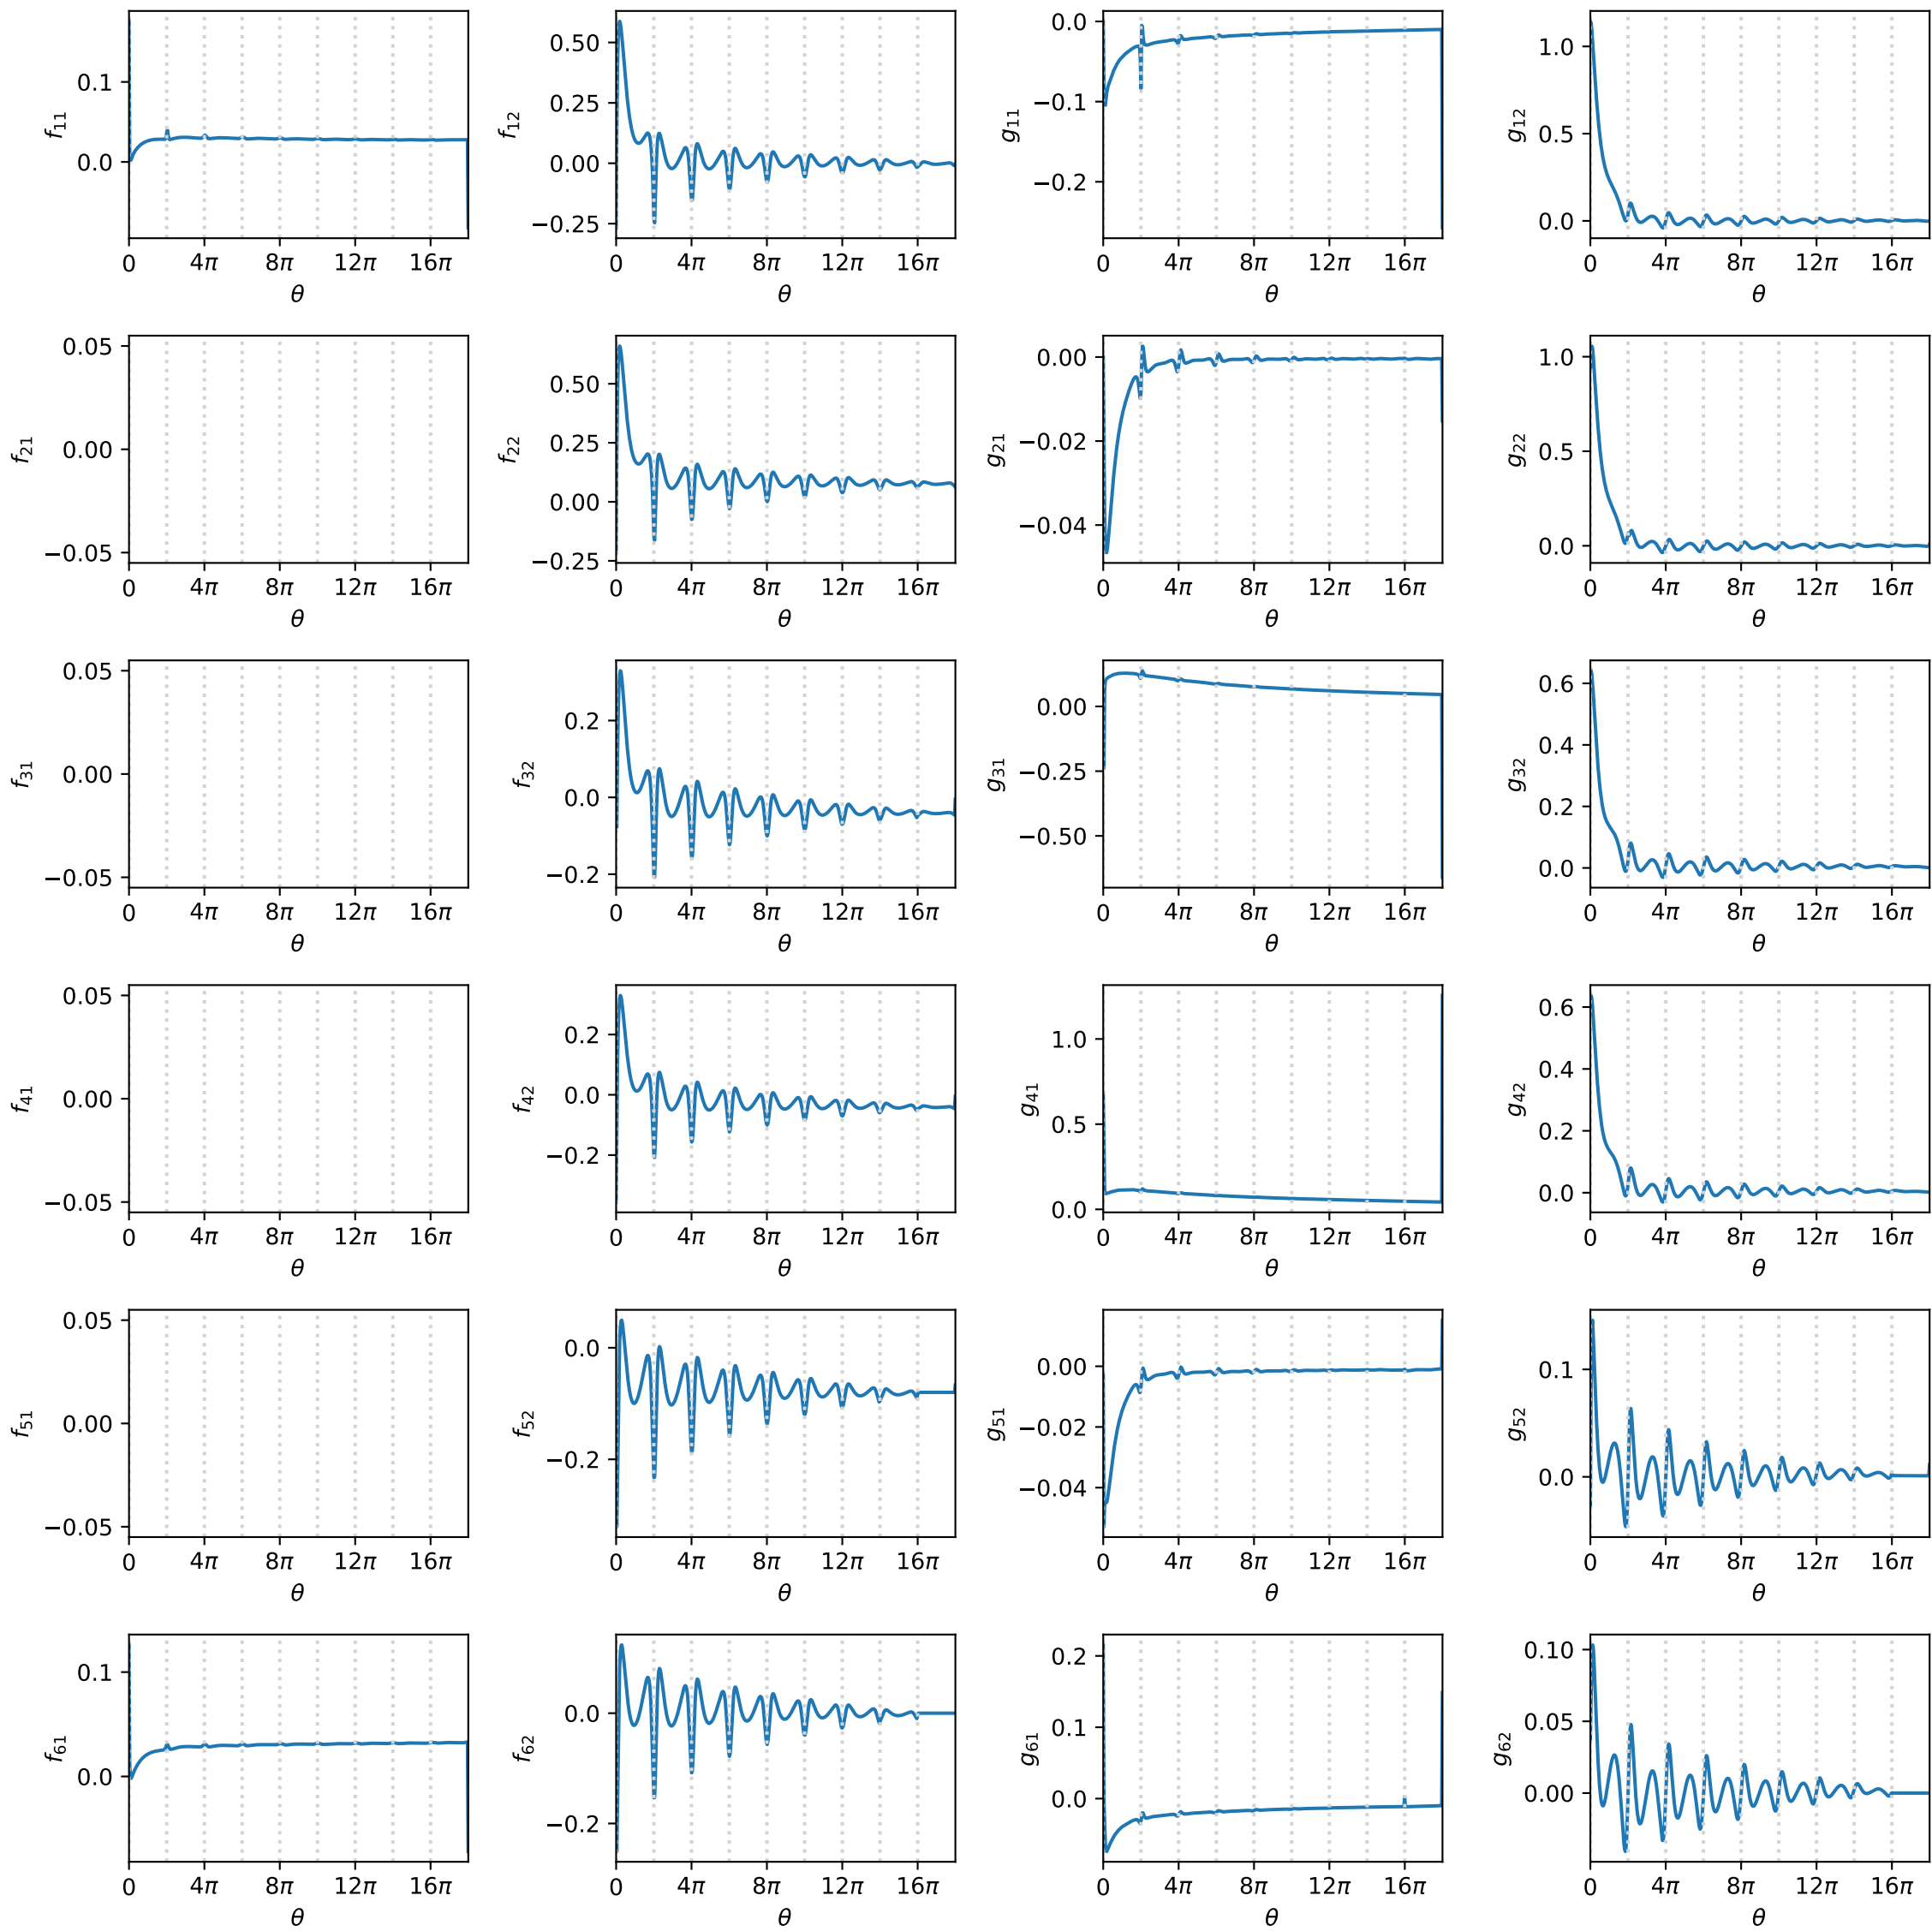 f₁₁
0.1
0.0
0 4π 8π 12π 16π
θ
f₁₂
0.50
0.25
0.00
−0.25
0 4π 8π 12π 16π
θ
g₁₁
0.0
−0.1
−0.2
0 4π 8π 12π 16π
θ
g₁₂
1.0
0.5
0.0
0 4π 8π 12π 16π
θ
f₂₁
0.05
0.00
−0.05
0 4π 8π 12π 16π
θ
f₂₂
0.50
0.25
0.00
−0.25
0 4π 8π 12π 16π
θ
g₂₁
0.00
−0.02
−0.04
0 4π 8π 12π 16π
θ
g₂₂
1.0
0.5
0.0
0 4π 8π 12π 16π
θ
f₃₁
0.05
0.00
−0.05
0 4π 8π 12π 16π
θ
f₃₂
0.2
0.0
−0.2
0 4π 8π 12π 16π
θ
g₃₁
0.00
−0.25
−0.50
0 4π 8π 12π 16π
θ
g₃₂
0.6
0.4
0.2
0.0
0 4π 8π 12π 16π
θ
f₄₁
0.05
0.00
−0.05
0 4π 8π 12π 16π
θ
f₄₂
0.2
0.0
−0.2
0 4π 8π 12π 16π
θ
g₄₁
1.0
0.5
0.0
0 4π 8π 12π 16π
θ
g₄₂
0.6
0.4
0.2
0.0
0 4π 8π 12π 16π
θ
f₅₁
0.05
0.00
−0.05
0 4π 8π 12π 16π
θ
f₅₂
0.0
−0.2
0 4π 8π 12π 16π
θ
g₅₁
0.00
−0.02
−0.04
0 4π 8π 12π 16π
θ
g₅₂
0.1
0.0
0 4π 8π 12π 16π
θ
f₆₁
0.1
0.0
0 4π 8π 12π 16π
θ
f₆₂
0.0
−0.2
0 4π 8π 12π 16π
θ
g₆₁
0.2
0.1
0.0
0 4π 8π 12π 16π
θ
g₆₂
0.10
0.05
0.00
0 4π 8π 12π 16π
θ